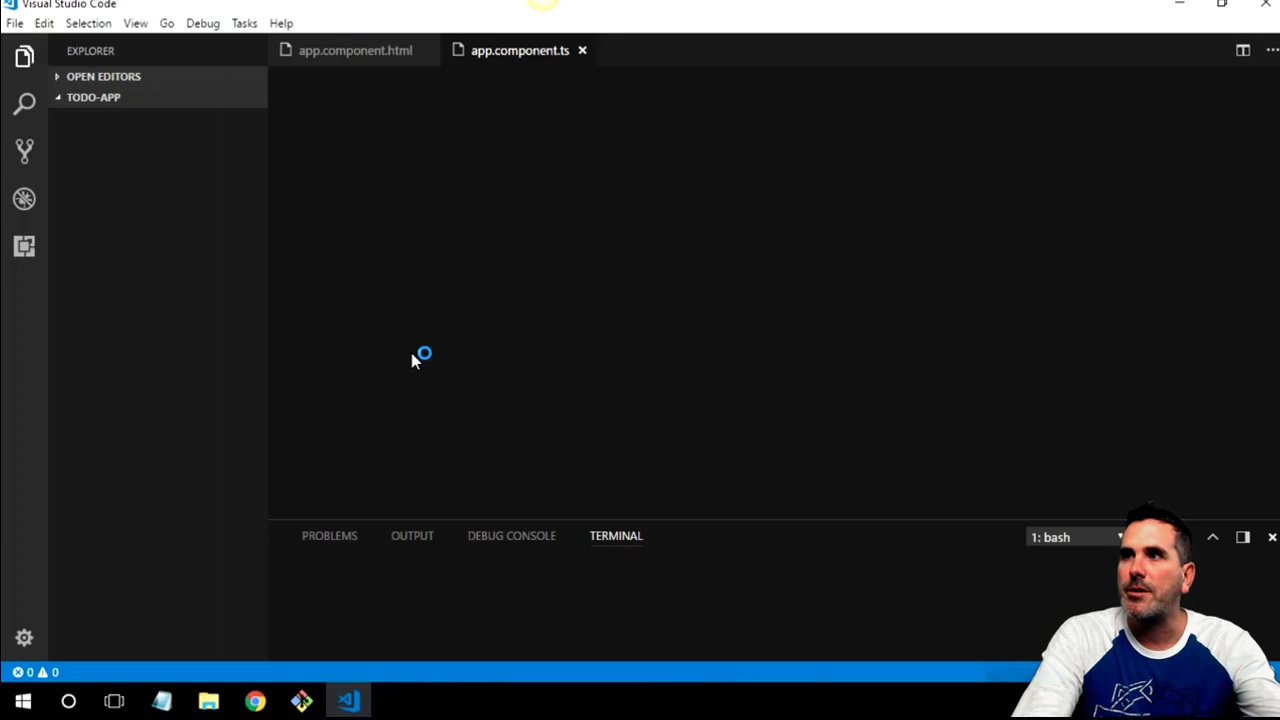 Visual Studio Code
File Edit Selection View Go Debug Tasks Help
EXPLORER
OPEN EDITORS
TODO-APP
app.component.html
app.component.ts
PROBLEMS OUTPUT DEBUG CONSOLE TERMINAL
1: bash
0 0